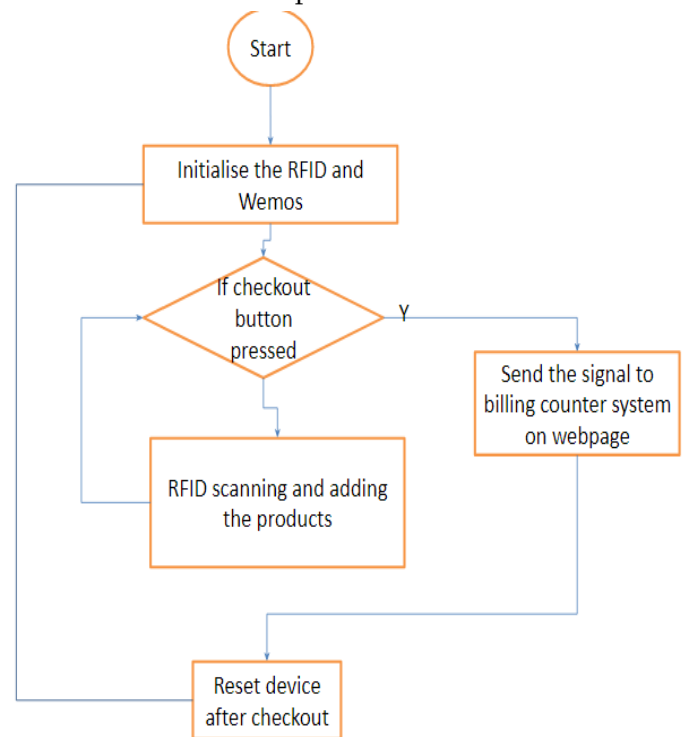 Start
Initialise the RFID and
Wemos
If checkout
button
pressed
Y
Send the signal to
billing counter system
on webpage
RFID scanning and adding
the products
Reset device
after checkout